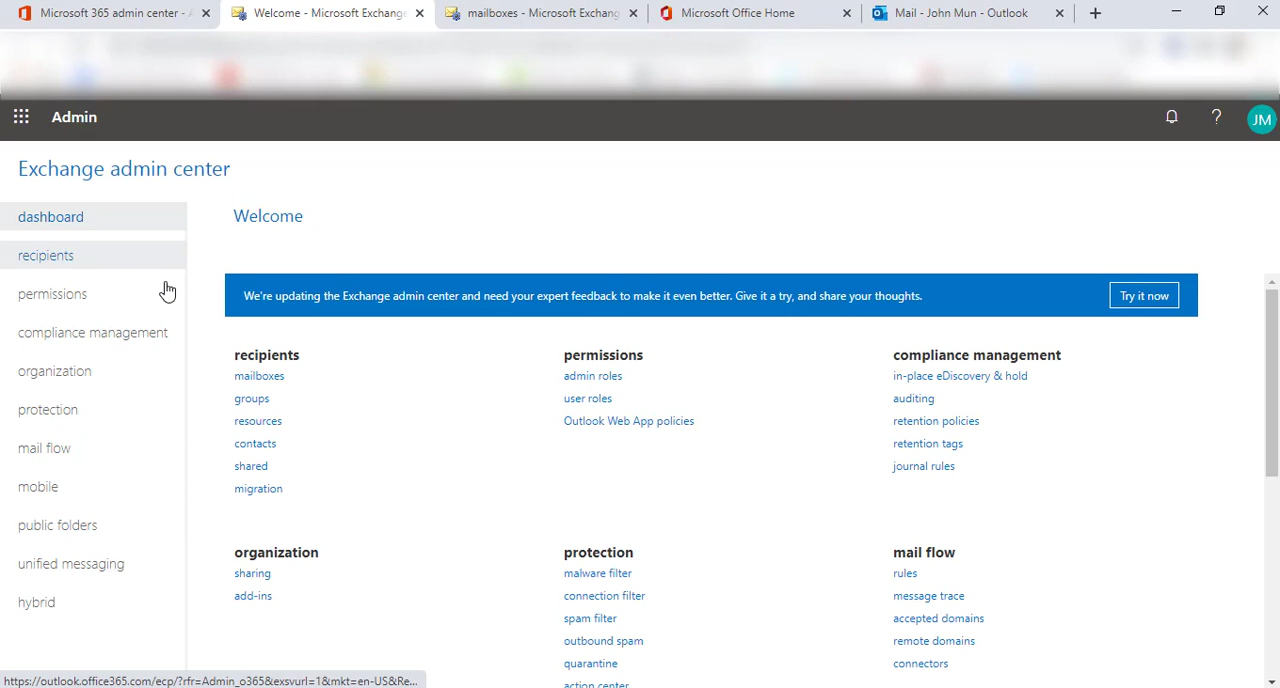 Microsoft 365 admin center - A
Welcome - Microsoft Exchange
mailboxes - Microsoft Exchang
Microsoft Office Home
Mail - John Mun - Outlook
Admin
?
JM
Exchange admin center
dashboard
recipients
permissions
compliance management
organization
protection
mail flow
mobile
public folders
unified messaging
hybrid
Welcome
We're updating the Exchange admin center and need your expert feedback to make it even better. Give it a try, and share your thoughts.
Try it now
recipients
mailboxes
groups
resources
contacts
shared
migration
permissions
admin roles
user roles
Outlook Web App policies
compliance management
in-place eDiscovery & hold
auditing
retention policies
retention tags
journal rules
organization
sharing
add-ins
protection
malware filter
connection filter
spam filter
outbound spam
quarantine
action center
mail flow
rules
message trace
accepted domains
remote domains
connectors
https://outlook.office365.com/ecp/?rfr=Admin_o365&exsvurl=1&mkt=en-US&Re...